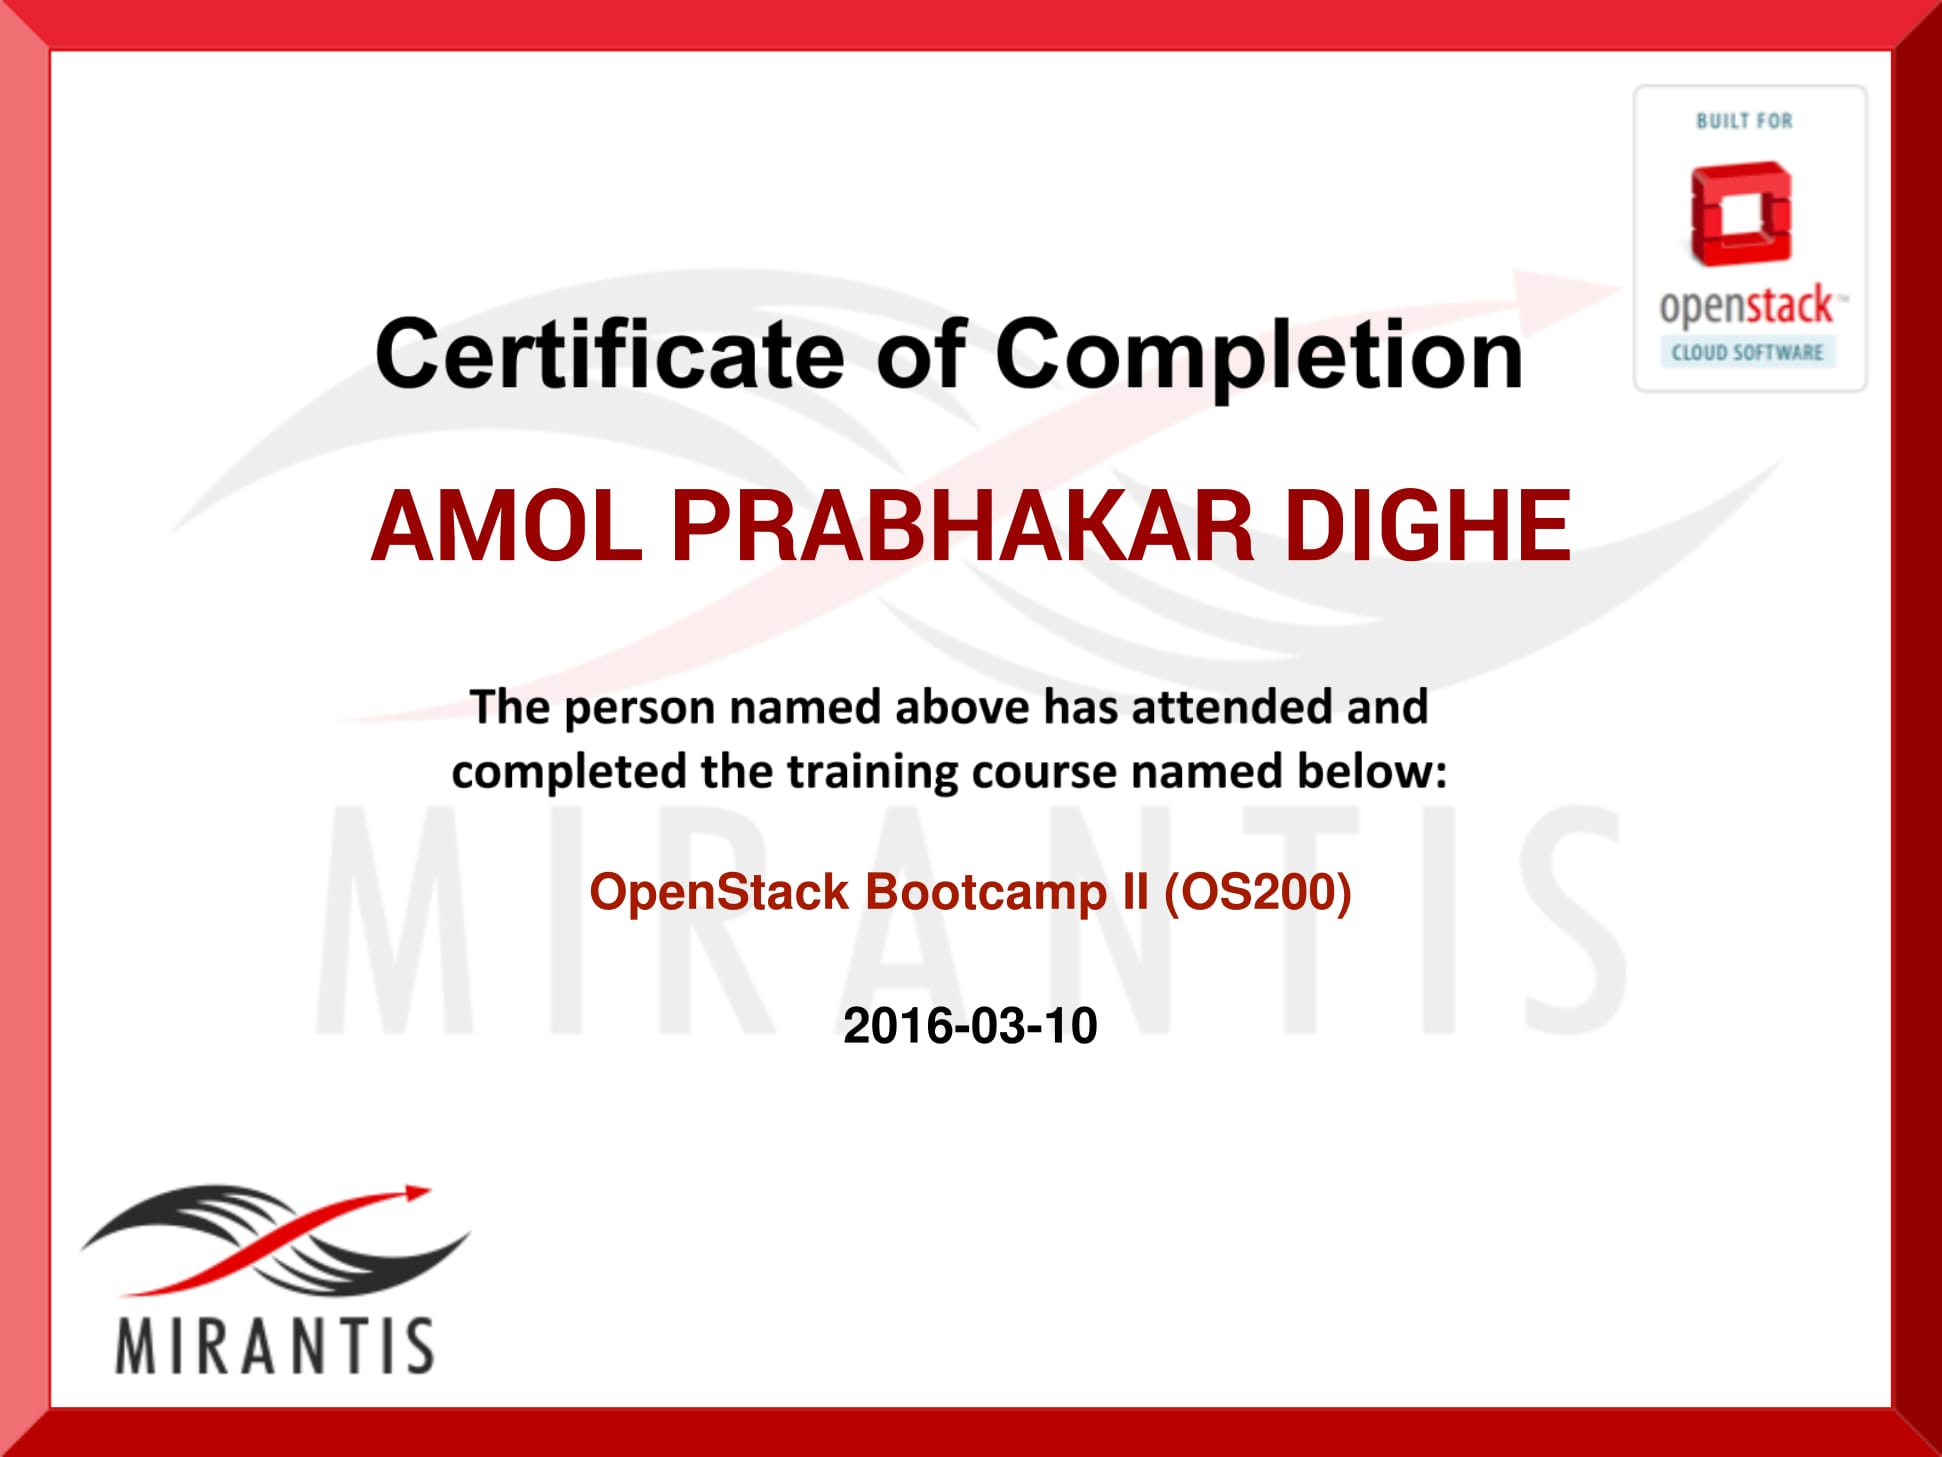 BUILT FOR
openstack™
CLOUD SOFTWARE
Certificate of Completion
AMOL PRABHAKAR DIGHE
The person named above has attended and
completed the training course named below:
MIRANTIS
OpenStack Bootcamp II (OS200)
2016-03-10
MIRANTIS